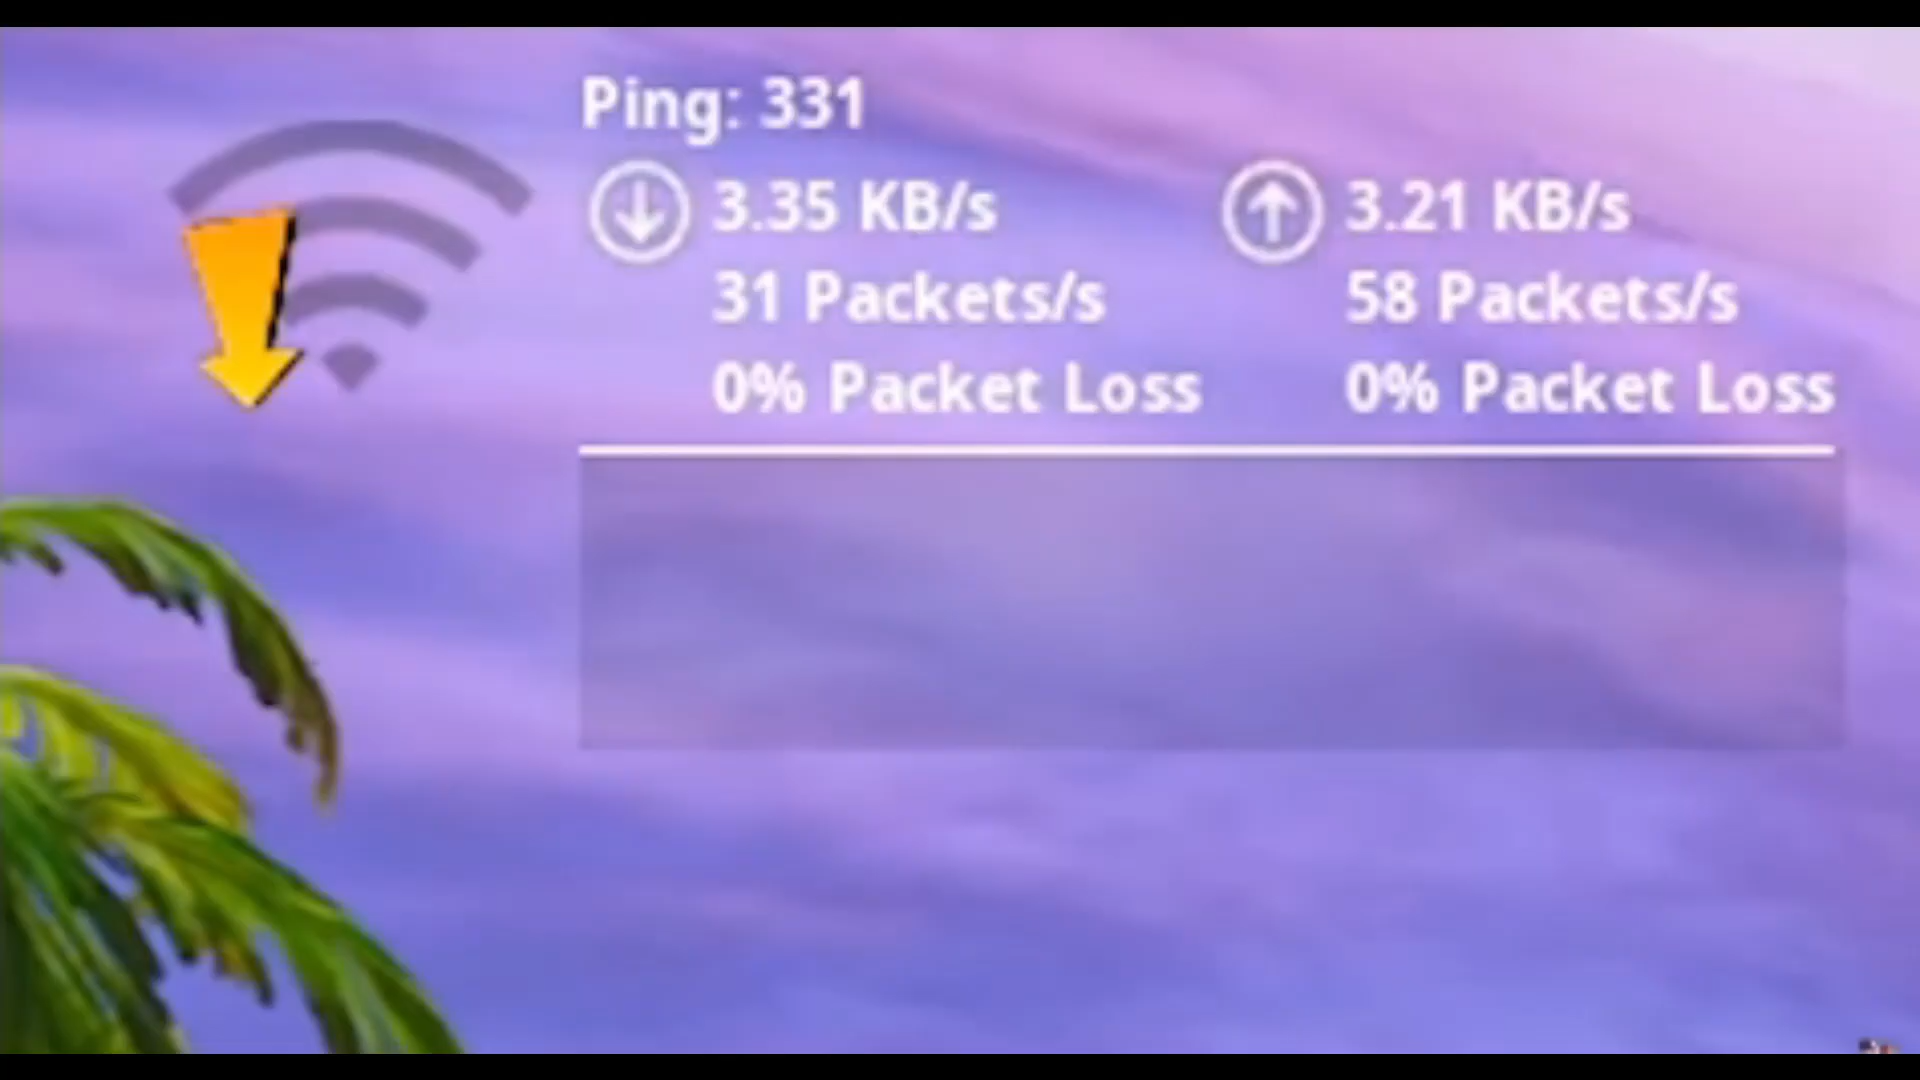 Ping: 331
3.35 KB/s
31 Packets/s
0% Packet Loss
3.21 KB/s
58 Packets/s
0% Packet Loss